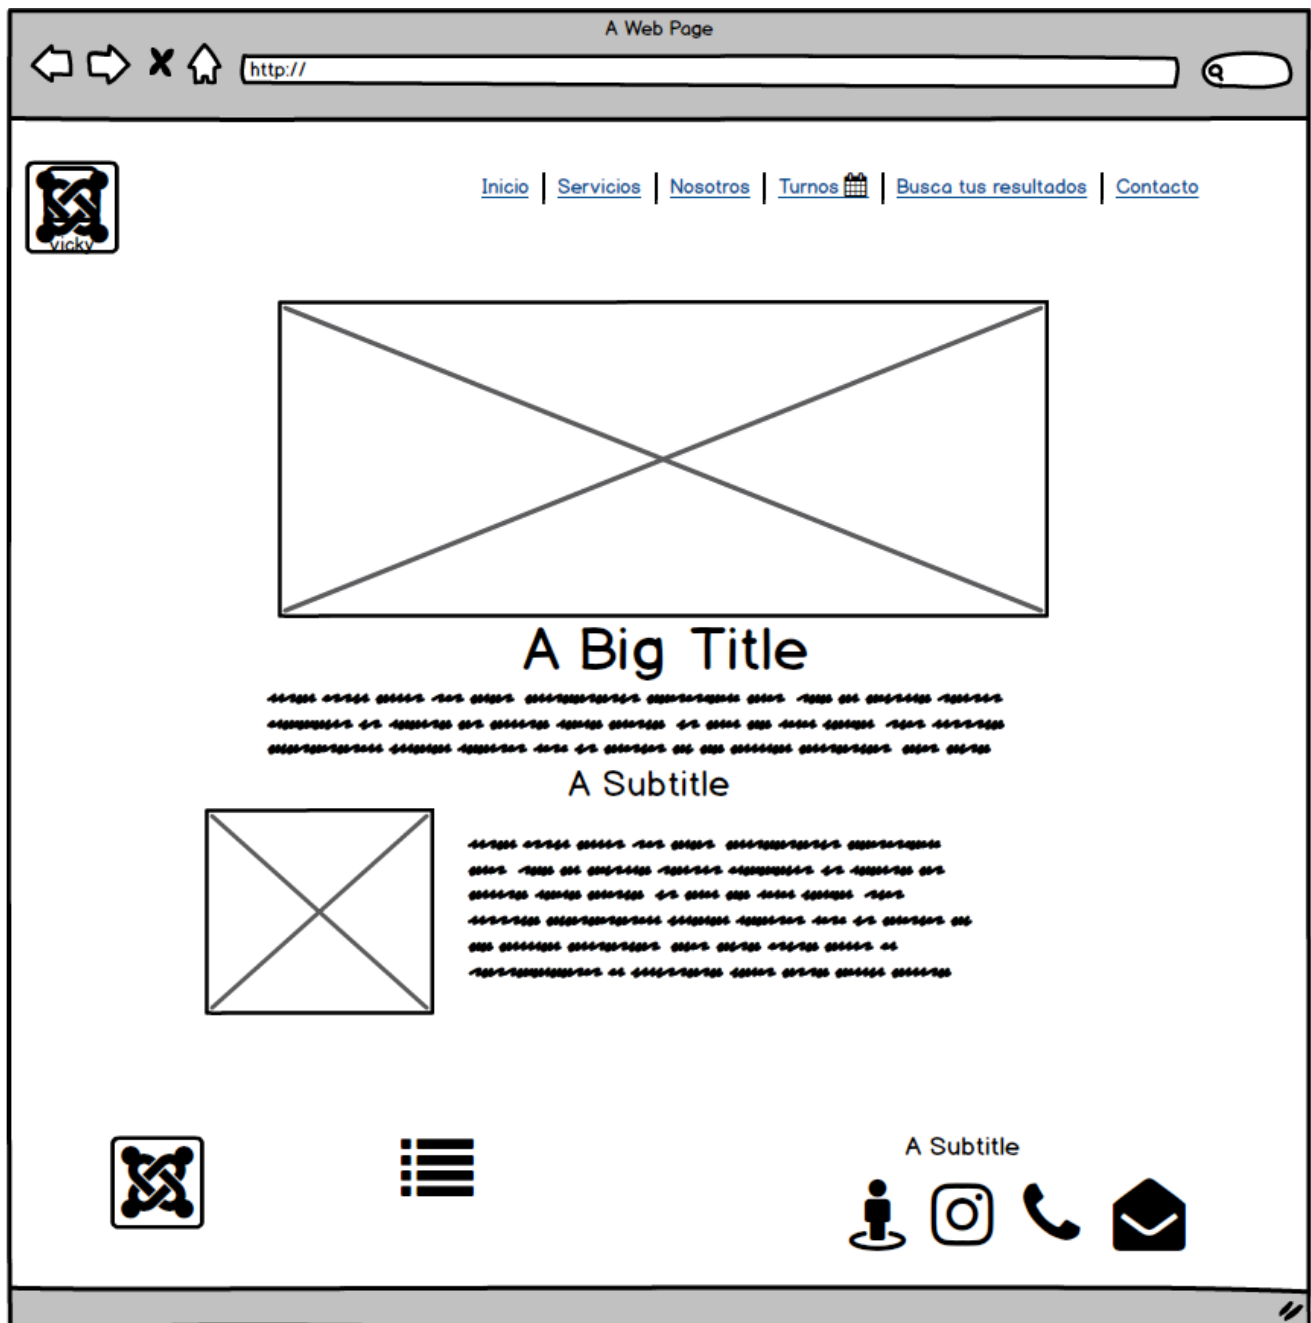 A Web Page
http://
vicky
Inicio Servicios Nosotros Turnos Busca tus resultados Contacto
A Big Title
A Subtitle
A Subtitle